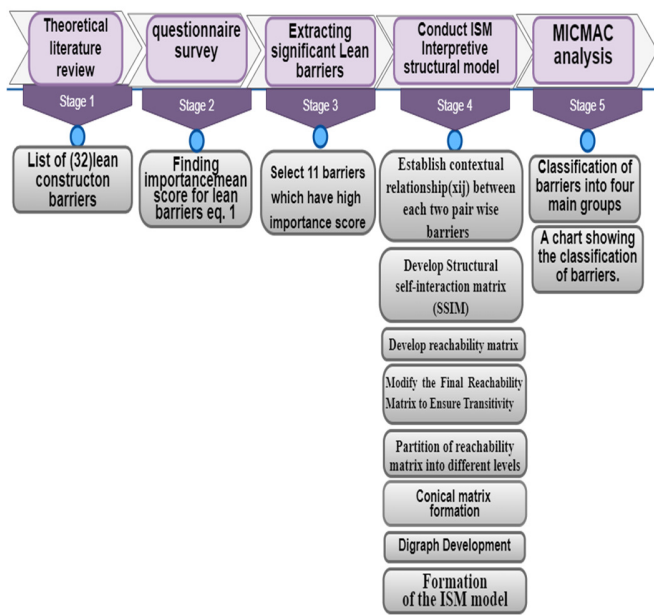 Theoretical
literature
review
Stage 1
List of (32)lean
constructon
barriers
questionnaire
survey
Stage 2
Finding
importancemean
score for lean
barriers eq. 1
Extracting
significant Lean
barriers
Stage 3
Select 11 barriers
which have high
importance score
Conduct ISM
Interpretive
structural model
Stage 4
Establish contextual
relationship(xij) between
each two pair wise
barriers
Develop Structural
self-interaction matrix
(SSIM)
Develop reachability matrix
Modify the Final Reachability
Matrix to Ensure Transitivity
Partition of reachability
matrix into different levels
Conical matrix
formation
Digraph Development
Formation
of the ISM model
MICMAC
analysis
Stage 5
Classification of
barriers into four
main groups
A chart showing
the classification
of barriers.